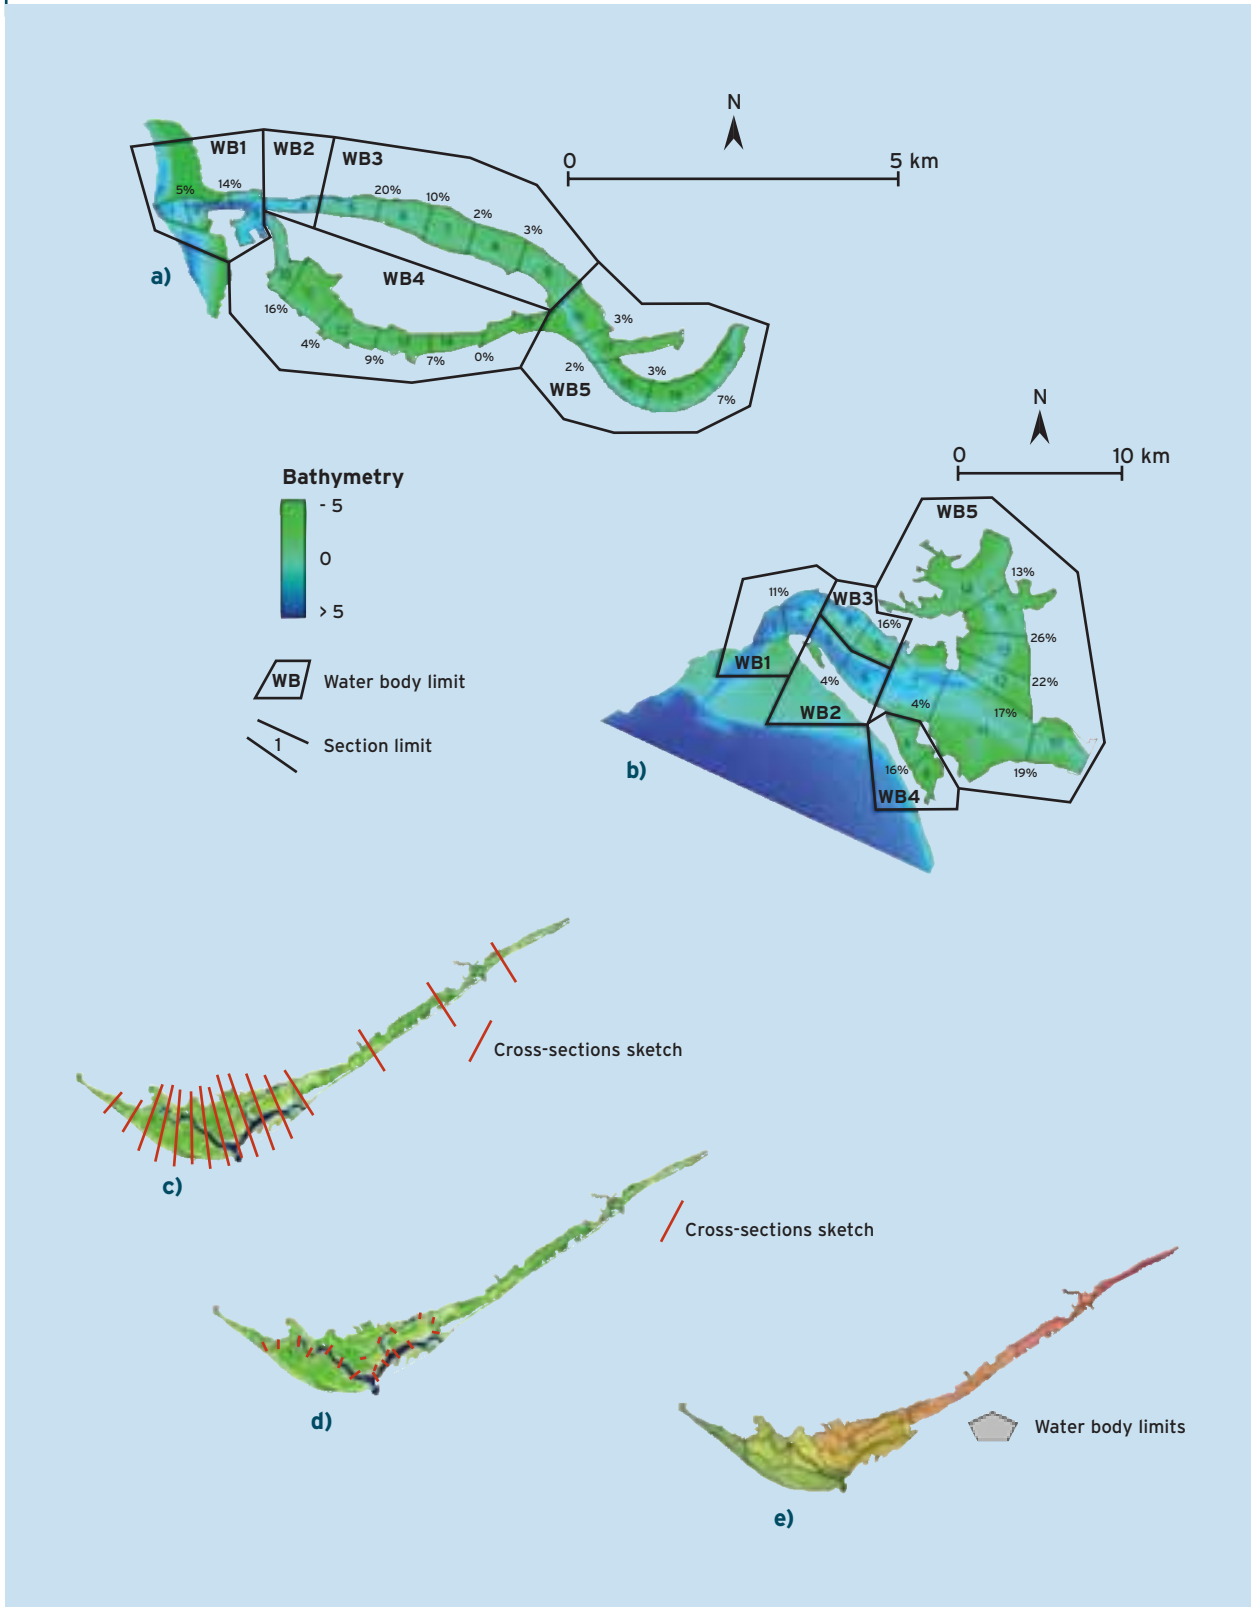 N
0
5 km
WB1
WB2
WB3
5%
14%
20%
10%
2%
3%
a)
WB4
16%
4%
9%
7%
0%
3%
2%
3%
7%
WB5
N
0
10 km
Bathymetry
- 5
0
> 5
WB
Water body limit
1
Section limit
WB5
13%
11%
WB3
16%
26%
WB1
4%
22%
WB2
4%
17%
b)
16%
19%
WB4
Cross-sections sketch
c)
Cross-sections sketch
d)
Water body limits
e)